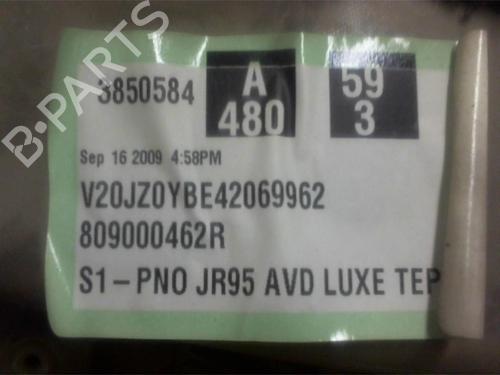 B-PARTS
3850584
A
480
59
3
Sep 16 2009 4:58PM
V20JZ0YBE42069962
809000462R
S1-PNO JR95 AVD LUXE TEP